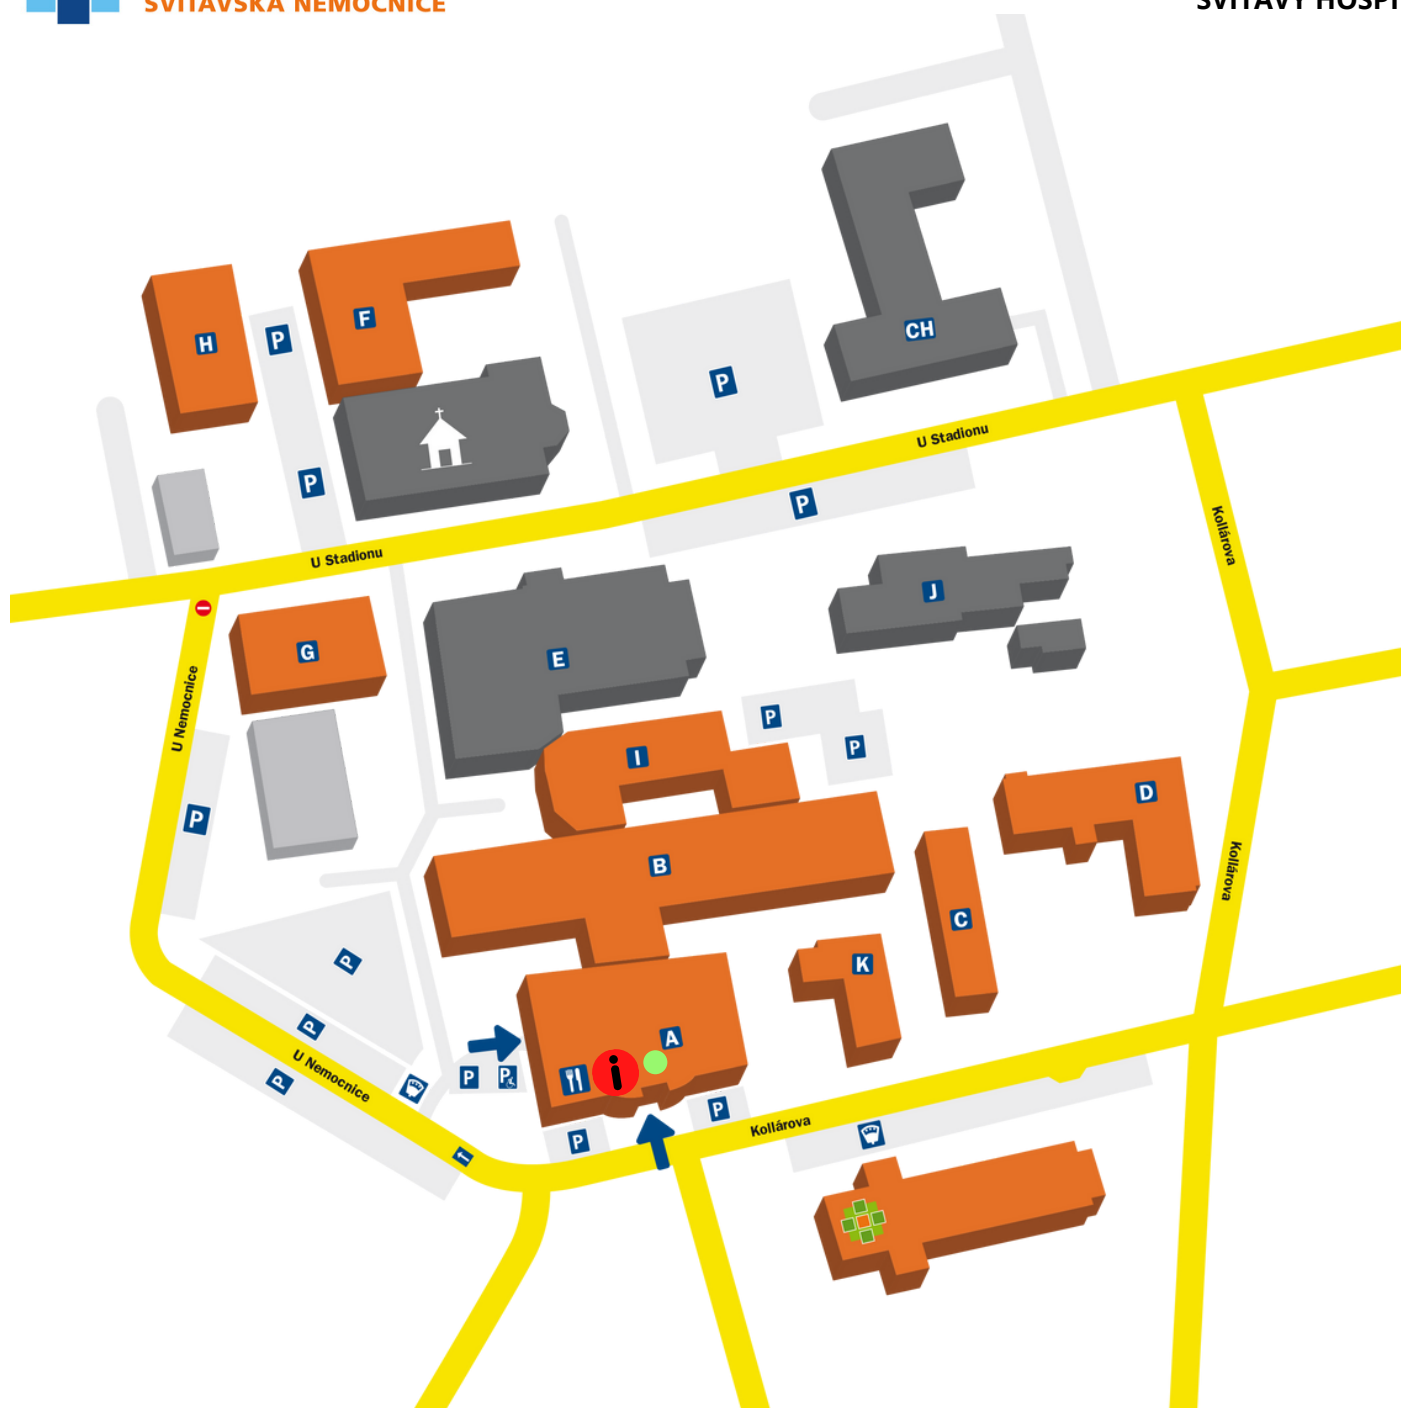 SVITAVSKÁ NEMOCNICE
SVITAVY HOSPI
CH
F
P
H
P
U Stadionu
P
P
U Stadionu
Kollárova
J
G
E
U Nemocnice
P
I
P
D
P
B
Kollárova
C
P
K
P
A
i
P
P
P
U Nemocnice
P
P
Kollárova